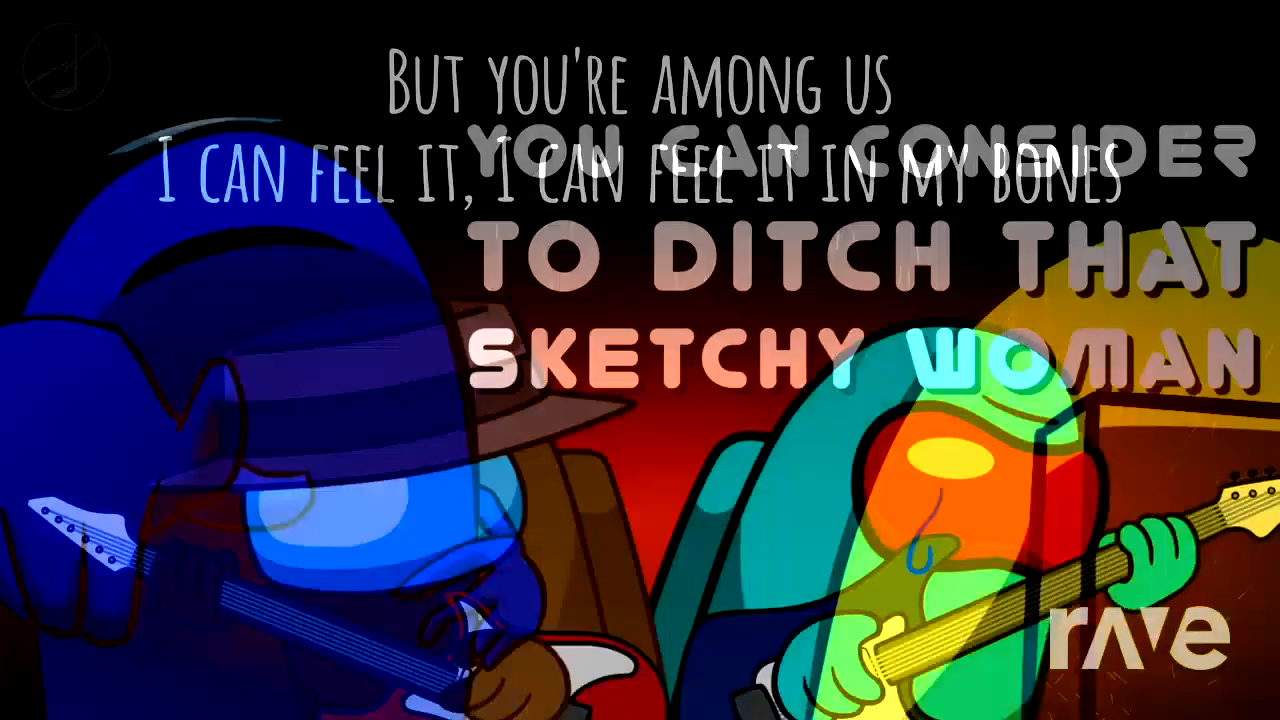 BUT YOU'RE AMONG US
I CAN FEEL IT, I CAN FEEL IT IN MY BONES
YOU CAN CONSIDER
TO DITCH THAT
SKETCHY WOMAN
rave